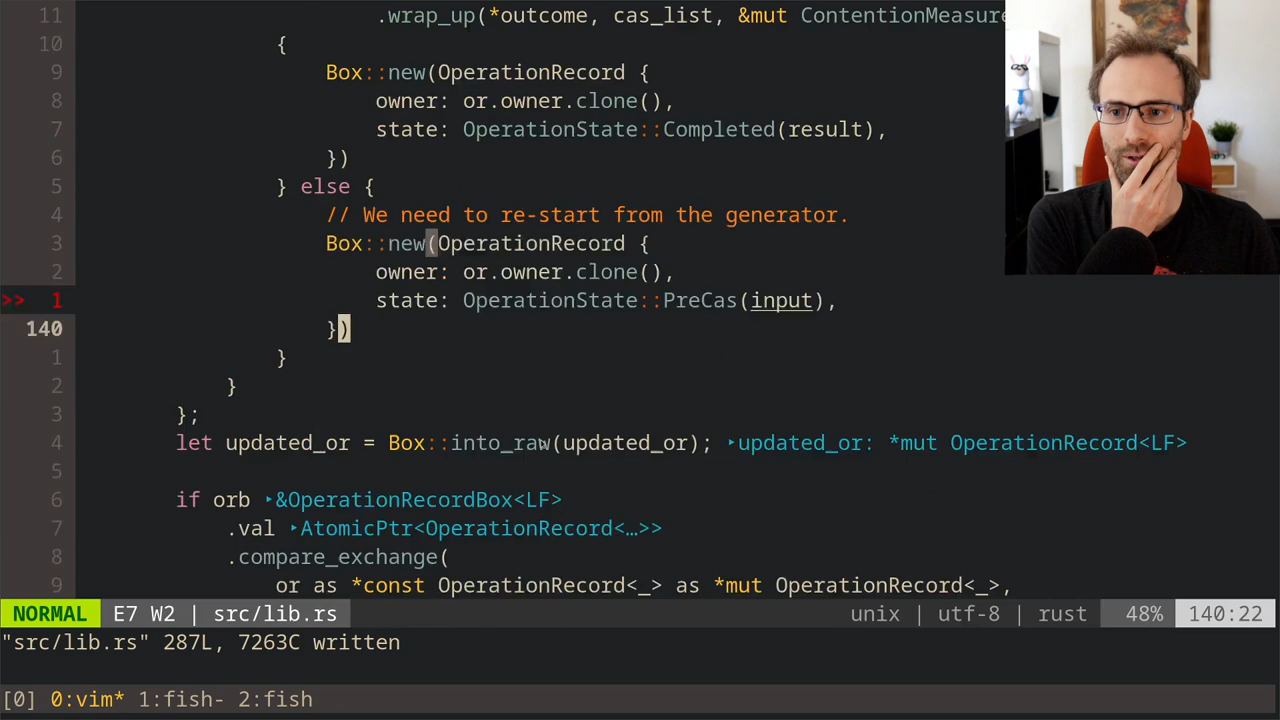 11 .wrap_up(*outcome, cas_list, &mut ContentionMeasure
10 {
9 Box::new(OperationRecord {
8 owner: or.owner.clone(),
7 state: OperationState::Completed(result),
6 })
5 } else {
4 // We need to re-start from the generator.
3 Box::new(OperationRecord {
2 owner: or.owner.clone(),
>> 1 state: OperationState::PreCas(input),
140 })
1 }
2 }
3 };
4 let updated_or = Box::into_raw(updated_or); ‣updated_or: *mut OperationRecord<LF>
5
6 if orb ‣&OperationRecordBox<LF>
7 .val ‣AtomicPtr<OperationRecord<…>>
8 .compare_exchange(
9 or as *const OperationRecord<_> as *mut OperationRecord<_>,
NORMAL E7 W2 | src/lib.rs unix | utf-8 | rust 48% 140:22
"src/lib.rs" 287L, 7263C written
[0] 0:vim* 1:fish- 2:fish